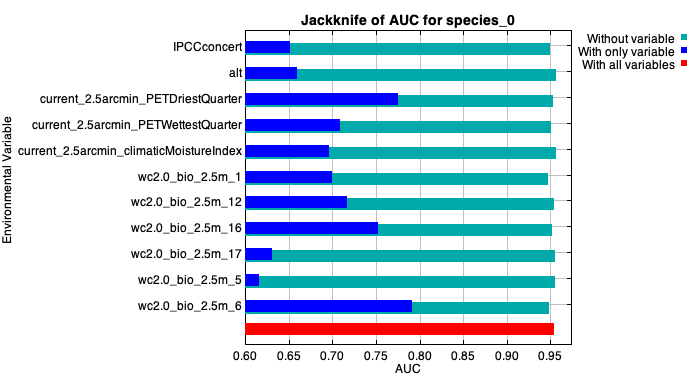 Jackknife of AUC for species_0
Without variable
With only variable
With all variables
Environmental Variable
IPCCconcert
alt
current_2.5arcmin_PETDriestQuarter
current_2.5arcmin_PETWettestQuarter
current_2.5arcmin_climaticMoistureIndex
wc2.0_bio_2.5m_1
wc2.0_bio_2.5m_12
wc2.0_bio_2.5m_16
wc2.0_bio_2.5m_17
wc2.0_bio_2.5m_5
wc2.0_bio_2.5m_6
0.60 0.65 0.70 0.75 0.80 0.85 0.90 0.95
AUC